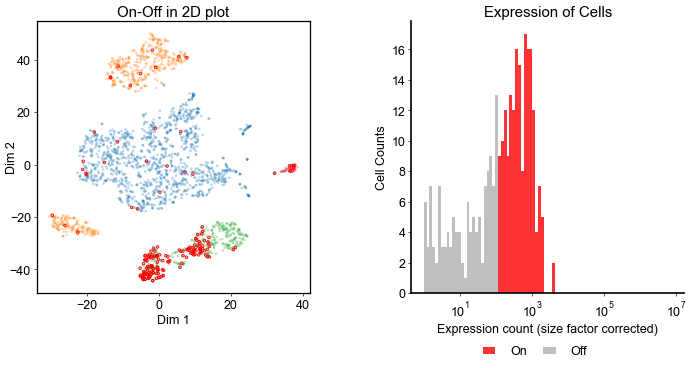 On-Off in 2D plot
40
20
0
−20
−40
−20
0
20
40
Dim 2
Dim 1
Expression of Cells
16
14
12
10
8
6
4
2
0
10^1
10^3
10^5
10^7
Cell Counts
Expression count (size factor corrected)
On
Off